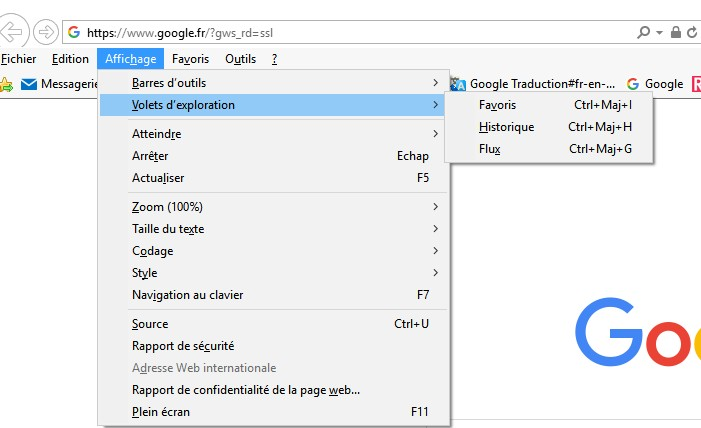 https://www.google.fr/?gws_rd=ssl
Fichier Edition Affichage Favoris Outils ?
Messagerie Google Traduction#fr-en-... Google
Barres d'outils
Volets d'exploration
Favoris Ctrl+Maj+I
Historique Ctrl+Maj+H
Flux Ctrl+Maj+G
Atteindre
Arrêter Echap
Actualiser F5
Zoom (100%)
Taille du texte
Codage
Style
Navigation au clavier F7
Source Ctrl+U
Rapport de sécurité
Adresse Web internationale
Rapport de confidentialité de la page web...
Plein écran F11
Goo